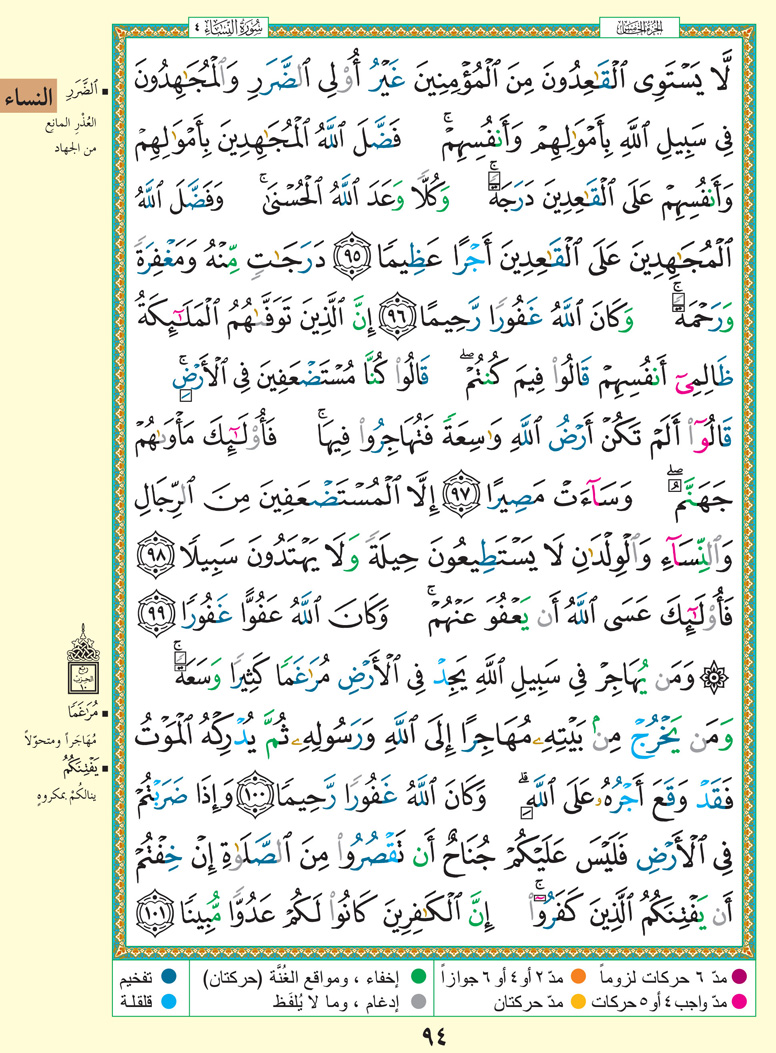 الجزء الخامس
سُورَةُ النِّسَاءِ ٤
لَّا يَسْتَوِى ٱلْقَـٰعِدُونَ مِنَ ٱلْمُؤْمِنِينَ غَيْرُ أُو۟لِى ٱلضَّرَرِ وَٱلْمُجَـٰهِدُونَ
فِى سَبِيلِ ٱللَّهِ بِأَمْوَٰلِهِمْ وَأَنفُسِهِمْ ۚ فَضَّلَ ٱللَّهُ ٱلْمُجَـٰهِدِينَ بِأَمْوَٰلِهِمْ
وَأَنفُسِهِمْ عَلَى ٱلْقَـٰعِدِينَ دَرَجَةً ۚ وَكُلًّا وَعَدَ ٱللَّهُ ٱلْحُسْنَىٰ ۚ وَفَضَّلَ ٱللَّهُ
ٱلْمُجَـٰهِدِينَ عَلَى ٱلْقَـٰعِدِينَ أَجْرًا عَظِيمًا ٩٥ دَرَجَـٰتٍ مِّنْهُ وَمَغْفِرَةً
وَرَحْمَةً ۚ وَكَانَ ٱللَّهُ غَفُورًا رَّحِيمًا ٩٦ إِنَّ ٱلَّذِينَ تَوَفَّىٰهُمُ ٱلْمَلَـٰٓئِكَةُ
ظَالِمِىٓ أَنفُسِهِمْ قَالُوا۟ فِيمَ كُنتُمْ ۖ قَالُوا۟ كُنَّا مُسْتَضْعَفِينَ فِى ٱلْأَرْضِ ۚ
قَالُوٓا۟ أَلَمْ تَكُنْ أَرْضُ ٱللَّهِ وَٰسِعَةً فَتُهَاجِرُوا۟ فِيهَا ۚ فَأُو۟لَـٰٓئِكَ مَأْوَىٰهُمْ
جَهَنَّمُ ۖ وَسَآءَتْ مَصِيرًا ٩٧ إِلَّا ٱلْمُسْتَضْعَفِينَ مِنَ ٱلرِّجَالِ
وَٱلنِّسَآءِ وَٱلْوِلْدَٰنِ لَا يَسْتَطِيعُونَ حِيلَةً وَلَا يَهْتَدُونَ سَبِيلًا ٩٨
فَأُو۟لَـٰٓئِكَ عَسَى ٱللَّهُ أَن يَعْفُوَ عَنْهُمْ ۚ وَكَانَ ٱللَّهُ عَفُوًّا غَفُورًا ٩٩
۞ وَمَن يُهَاجِرْ فِى سَبِيلِ ٱللَّهِ يَجِدْ فِى ٱلْأَرْضِ مُرَٰغَمًا كَثِيرًا وَسَعَةً ۚ
وَمَن يَخْرُجْ مِنۢ بَيْتِهِۦ مُهَاجِرًا إِلَى ٱللَّهِ وَرَسُولِهِۦ ثُمَّ يُدْرِكْهُ ٱلْمَوْتُ
فَقَدْ وَقَعَ أَجْرُهُۥ عَلَى ٱللَّهِ ۗ وَكَانَ ٱللَّهُ غَفُورًا رَّحِيمًا ١٠٠ وَإِذَا ضَرَبْتُمْ
فِى ٱلْأَرْضِ فَلَيْسَ عَلَيْكُمْ جُنَاحٌ أَن تَقْصُرُوا۟ مِنَ ٱلصَّلَوٰةِ إِنْ خِفْتُمْ
أَن يَفْتِنَكُمُ ٱلَّذِينَ كَفَرُوٓا۟ ۚ إِنَّ ٱلْكَـٰفِرِينَ كَانُوا۟ لَكُمْ عَدُوًّا مُّبِينًا ١٠١
النساء
ٱلضَّرَرِ
العُذْرِ المانِع
من الجهاد
ربع
الحزب
١٠
مُرَٰغَمًا
مُهَاجَراً ومتحوّلاً
يَفْتِنَكُمُ
ينالكُمْ بمكروهٍ
مدّ ٦ حركات لزوماً
مدّ ٢ أو ٤ أو ٦ جوازاً
إخفاء ، ومواقع الغُنَّة (حركتان)
تفخيم
مدّ واجب ٤ أو ٥ حركات
مدّ حركتان
إدغام ، وما لا يُلفَظ
قلقلة
٩٤